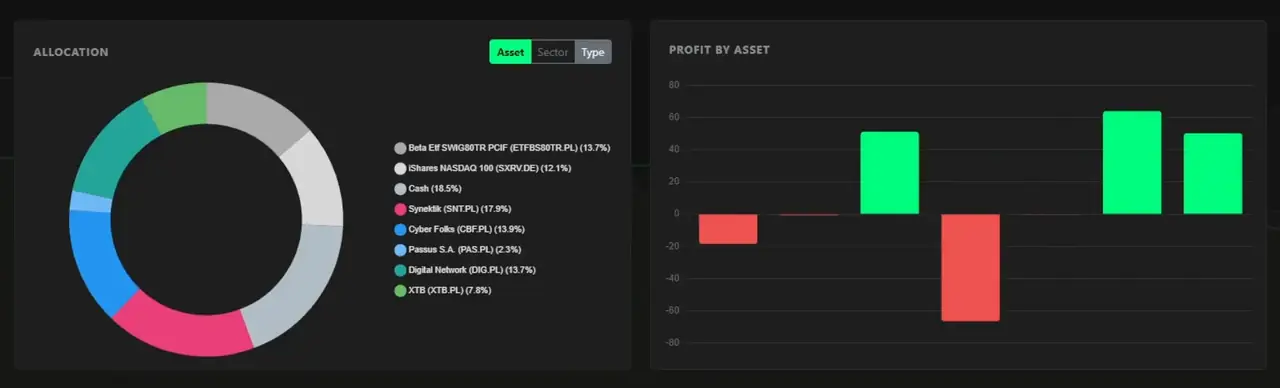 ALLOCATION
Asset Sector Type
Beta Etf SWIG80TR PCIF (ETFBS80TR.PL) (13.7%)
iShares NASDAQ 100 (SXRV.DE) (12.1%)
Cash (18.5%)
Synektik (SNT.PL) (17.9%)
Cyber Folks (CBF.PL) (13.9%)
Passus S.A. (PAS.PL) (2.3%)
Digital Network (DIG.PL) (13.7%)
XTB (XTB.PL) (7.8%)
PROFIT BY ASSET
80
60
40
20
0
-20
-40
-60
-80